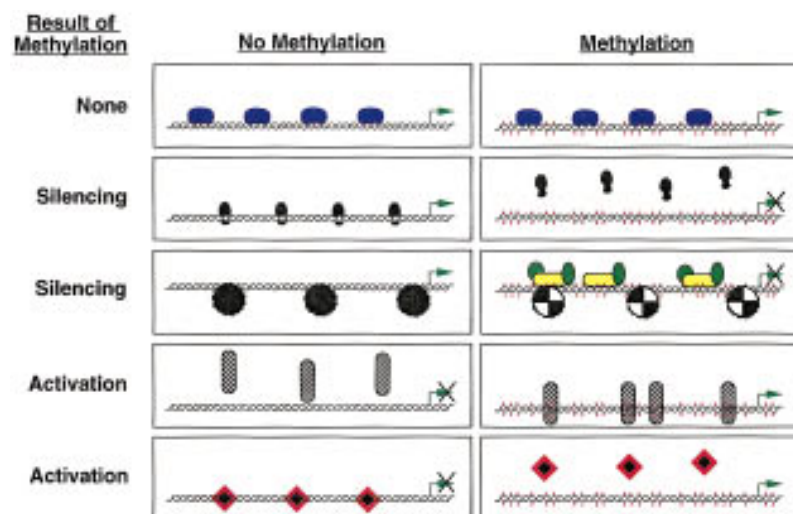 Result of
Methylation
No Methylation
Methylation
None
Silencing
Silencing
Activation
Activation